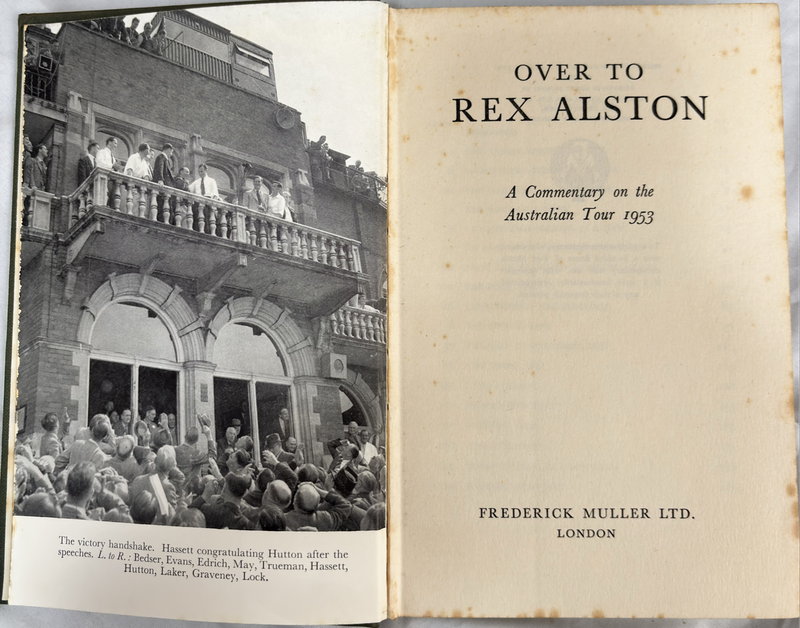 The victory handshake. Hassett congratulating Hutton after the
speeches. L. to R.: Bedser, Evans, Edrich, May, Trueman, Hassett,
Hutton, Laker, Graveney, Lock.
OVER TO
REX ALSTON
A Commentary on the
Australian Tour 1953
FREDERICK MULLER LTD.
LONDON